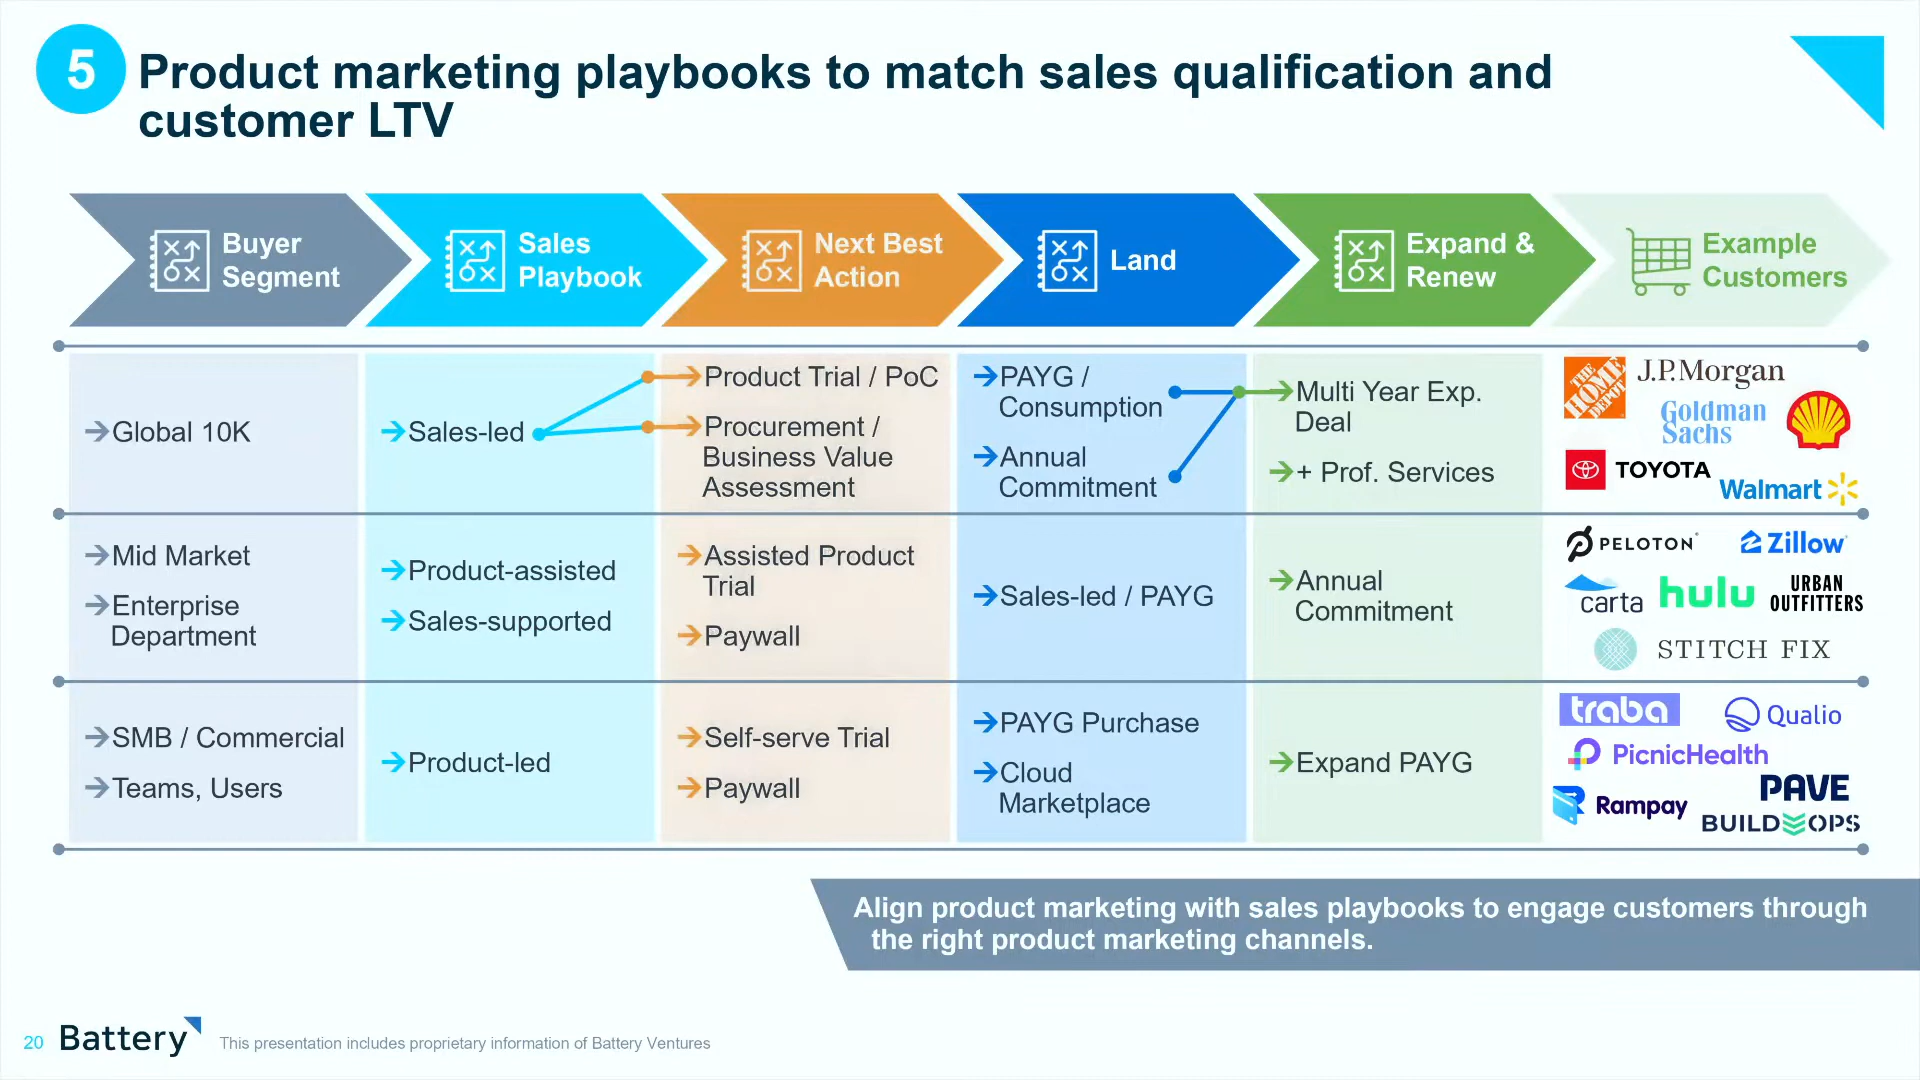 5
Product marketing playbooks to match sales qualification and
customer LTV
Buyer
Segment
Sales
Playbook
Next Best
Action
Land
Expand &
Renew
Example
Customers
Global 10K
Sales-led
Product Trial / PoC
Procurement /
Business Value
Assessment
PAYG /
Consumption
Annual
Commitment
Multi Year Exp.
Deal
+ Prof. Services
THE HOME DEPOT
J.P.Morgan
Goldman
Sachs
TOYOTA
Walmart
Mid Market
Enterprise
Department
Product-assisted
Sales-supported
Assisted Product
Trial
Paywall
Sales-led / PAYG
Annual
Commitment
PELOTON
Zillow
carta
hulu
URBAN
OUTFITTERS
STITCH FIX
SMB / Commercial
Teams, Users
Product-led
Self-serve Trial
Paywall
PAYG Purchase
Cloud
Marketplace
Expand PAYG
traba
Qualio
PicnicHealth
PAVE
Rampay
BUILDOPS
Align product marketing with sales playbooks to engage customers through
the right product marketing channels.
20
Battery
This presentation includes proprietary information of Battery Ventures